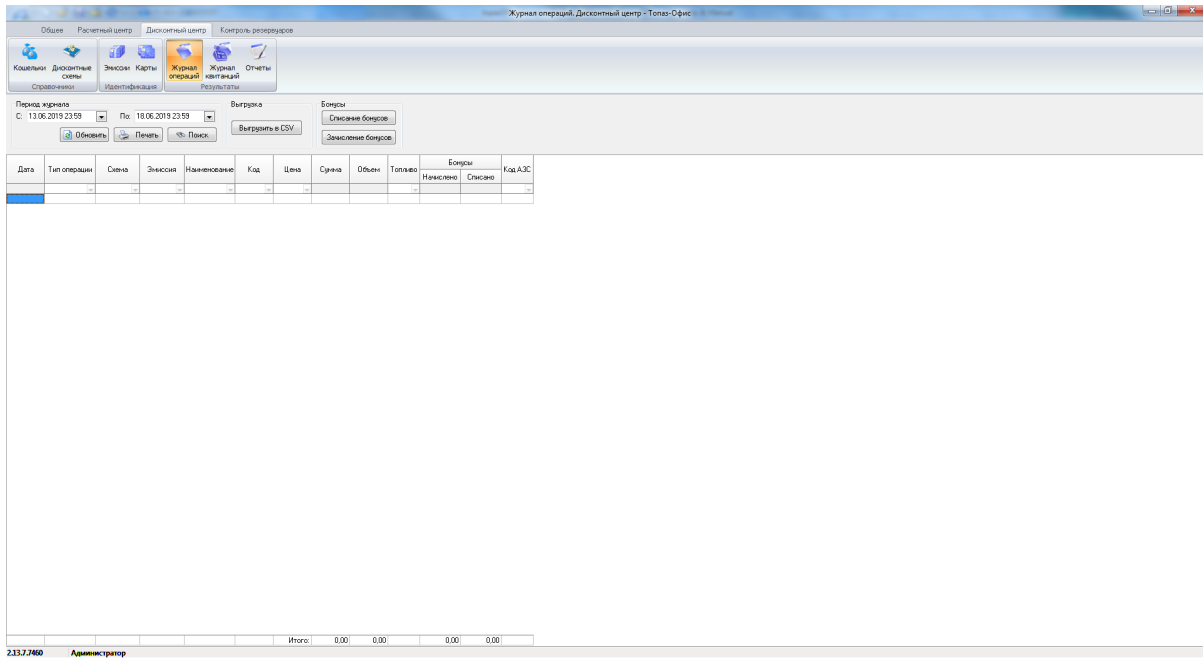 Журнал операций. Дисконтный центр - Топаз-Офис
Общее Расчетный центр Дисконтный центр Контроль резервуаров
Кошельки Дисконтные схемы Эмиссии Карты Журнал операций Журнал квитанций Отчеты
Справочники Идентификация Результаты
Период журнала Выгрузка Бонусы
С: 13.06.2019 23:59 По: 18.06.2019 23:59 Списание бонусов
Выгрузить в CSV
Обновить Печать Поиск Зачисление бонусов
Дата Тип операции Схема Эмиссия Наименование Код Цена Сумма Объем Топливо Бонусы Код АЗС
Начислено Списано
Итого: 0,00 0,00 0,00 0,00
2.13.7.7460 Администратор